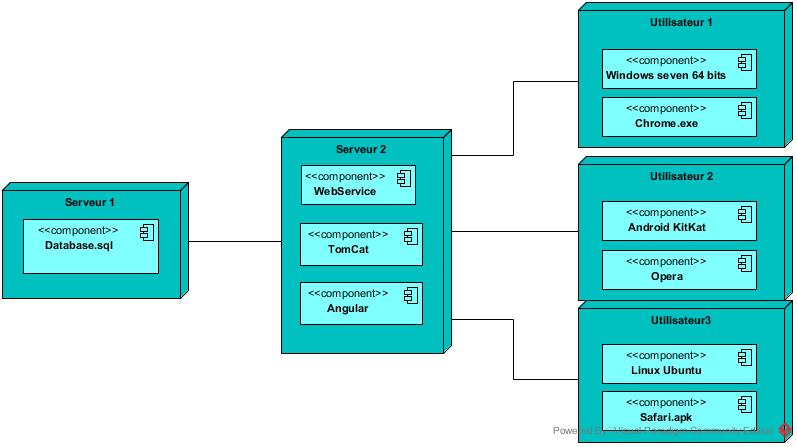 Utilisateur 1
<<component>>
Windows seven 64 bits
<<component>>
Chrome.exe
Serveur 2
<<component>>
WebService
<<component>>
TomCat
<<component>>
Angular
Serveur 1
<<component>>
Database.sql
Utilisateur 2
<<component>>
Android KitKat
<<component>>
Opera
Utilisateur3
<<component>>
Linux Ubuntu
<<component>>
Safari.apk
Powered By Visual Paradigm Community Edition